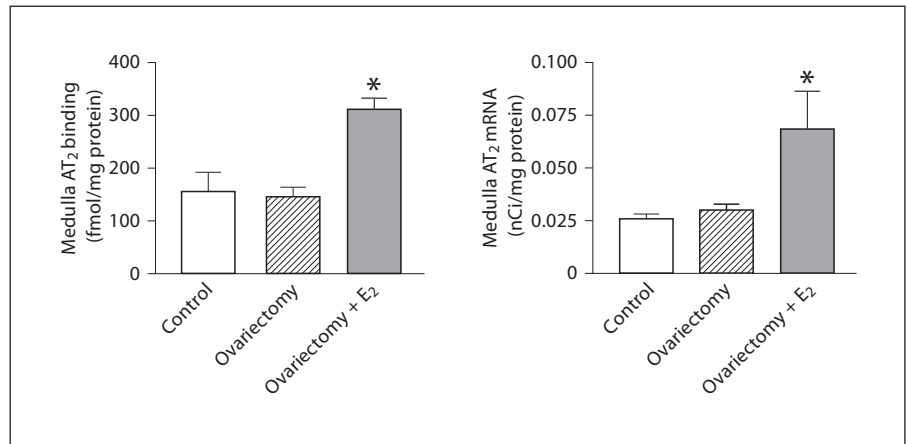 Medulla AT₂ binding
(fmol/mg protein)
400
300
200
100
0
*
Control
Ovariectomy
Ovariectomy + E₂
Medulla AT₂ mRNA
(nCi/mg protein)
0.100
0.075
0.050
0.025
0
*
Control
Ovariectomy
Ovariectomy + E₂